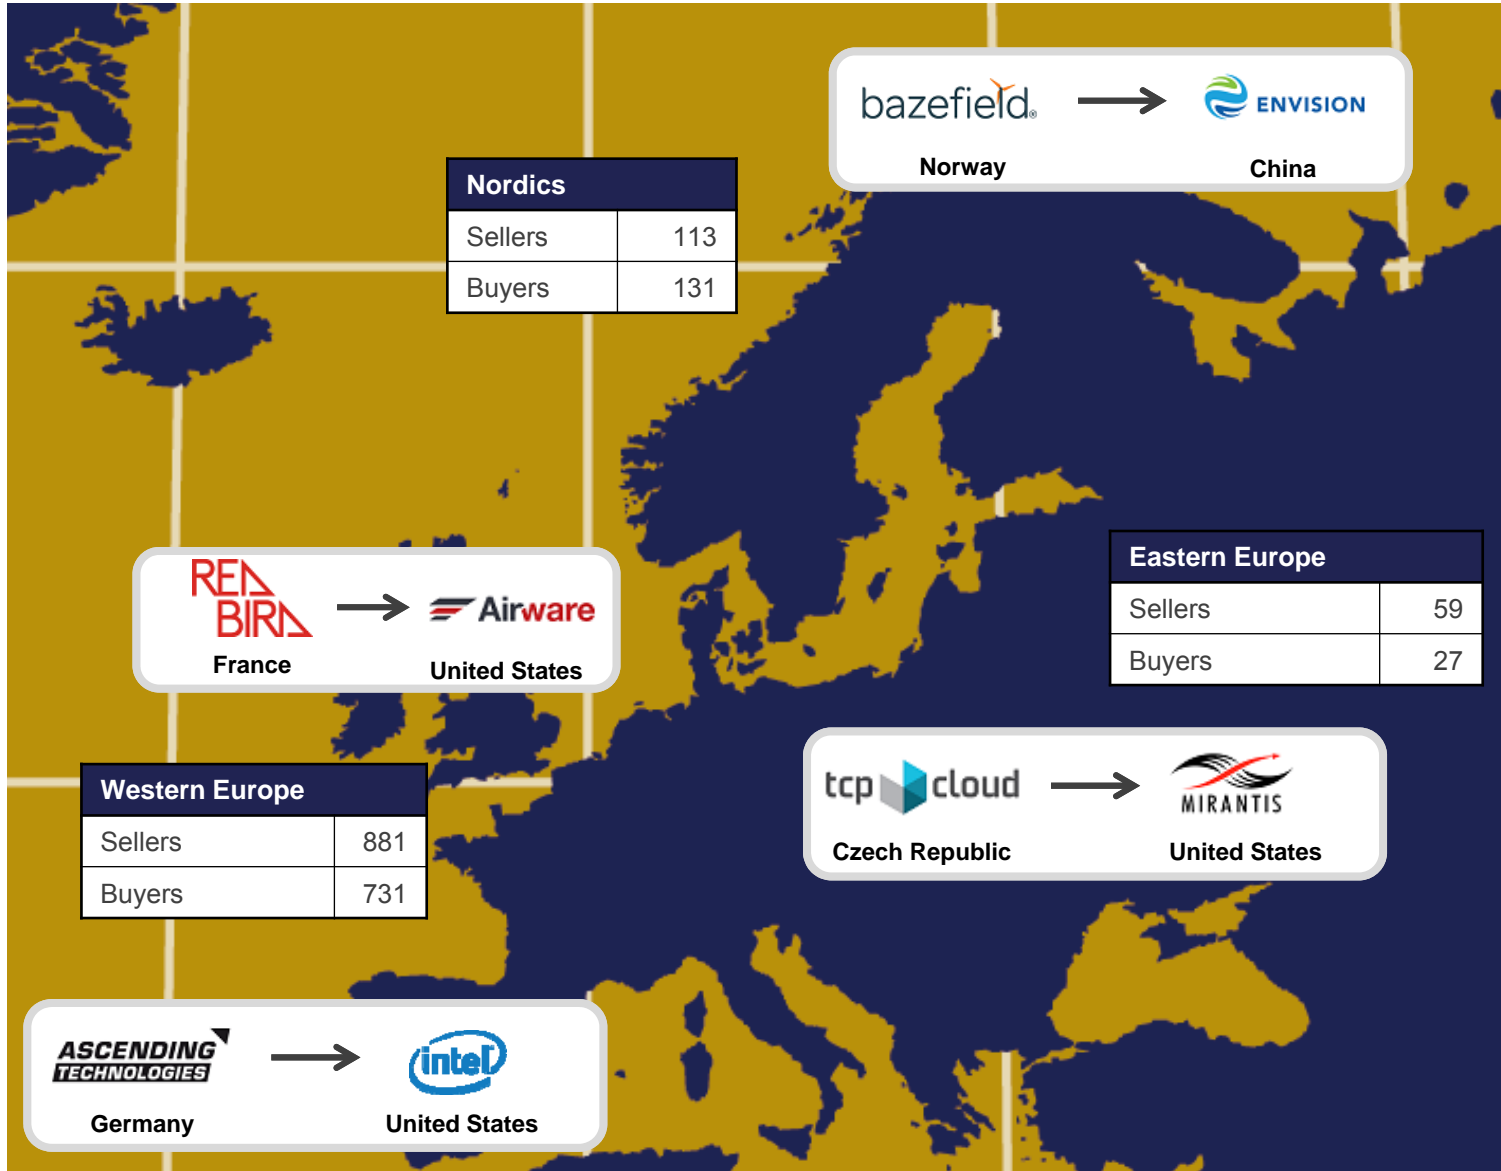 bazefield®
ENVISION
Norway
China
Nordics
Sellers 113
Buyers 131
RED
BIRD
Airware
France
United States
Eastern Europe
Sellers 59
Buyers 27
tcp cloud
MIRANTIS
Czech Republic
United States
Western Europe
Sellers 881
Buyers 731
ASCENDING
TECHNOLOGIES
intel
Germany
United States